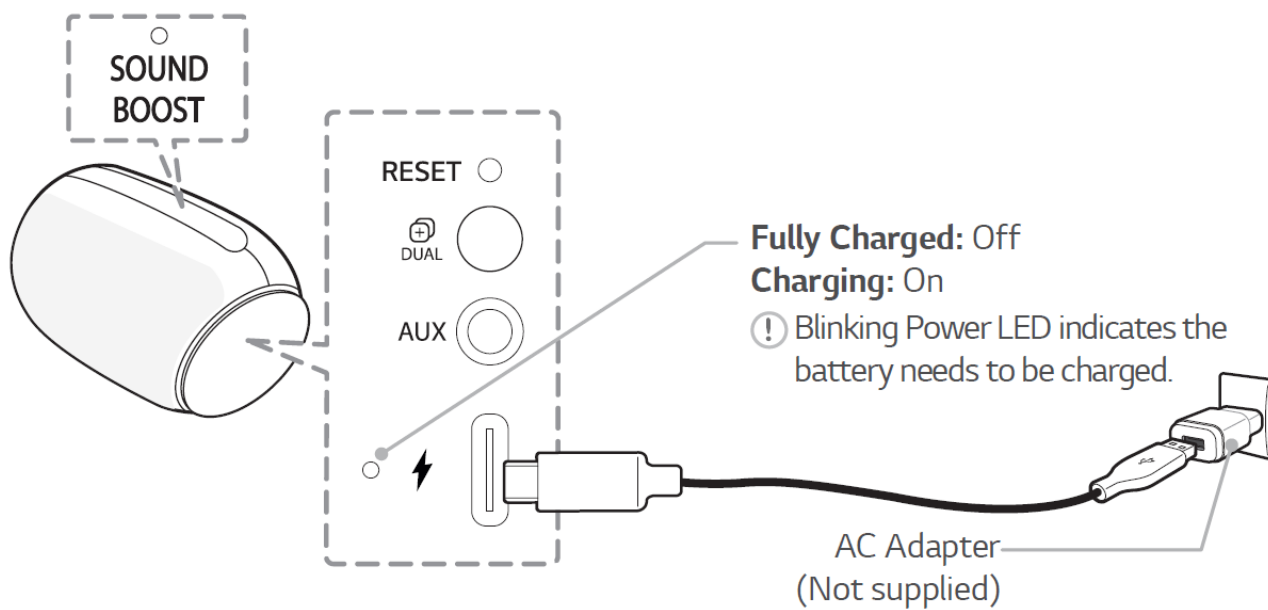 SOUND
BOOST
RESET
DUAL
AUX
Fully Charged: Off
Charging: On
! Blinking Power LED indicates the
battery needs to be charged.
AC Adapter
(Not supplied)